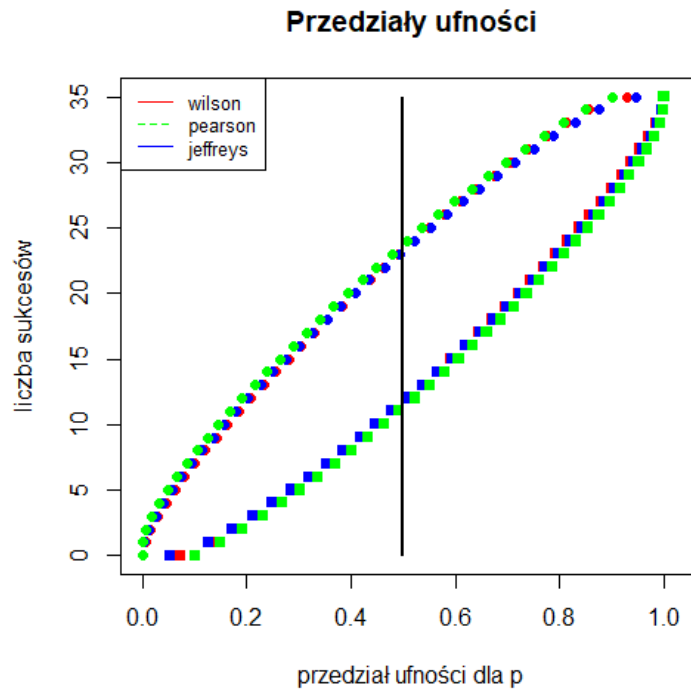 Przedziały ufności
wilson
pearson
jeffreys
liczba sukcesów
35
30
25
20
15
10
5
0
0.0 0.2 0.4 0.6 0.8 1.0
przedział ufności dla p